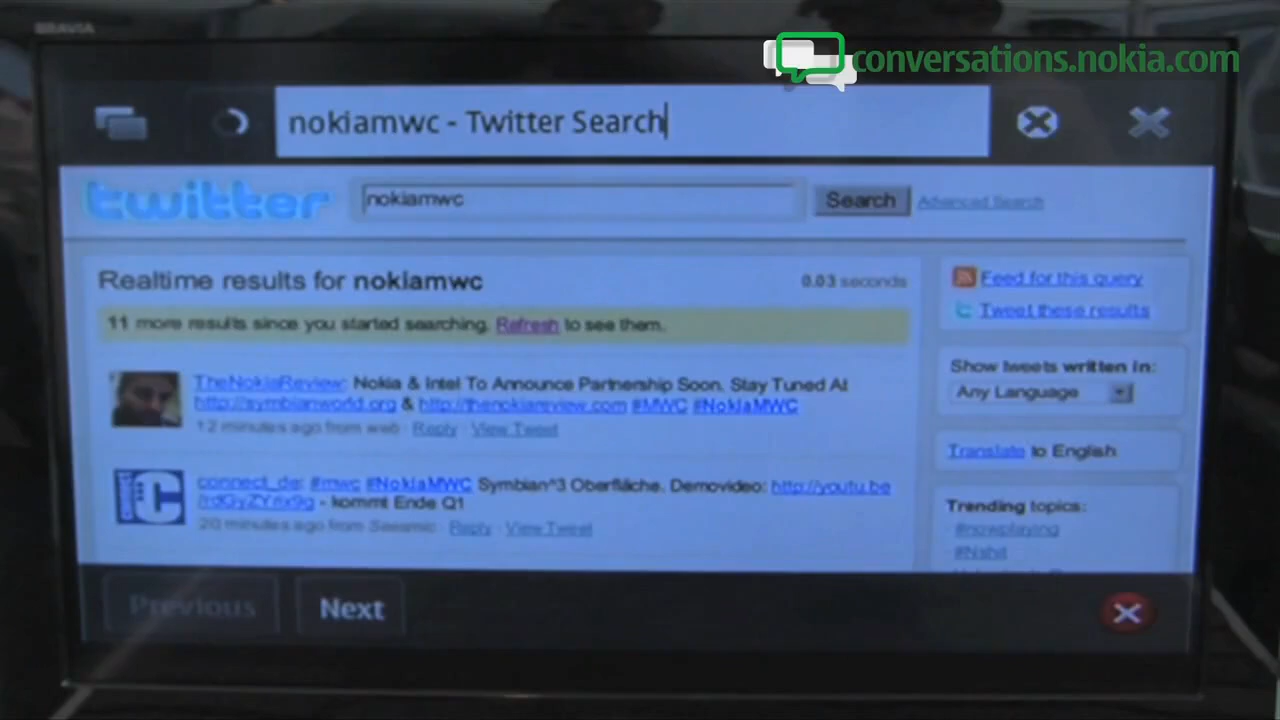 BRAVIA
conversations.nokia.com
nokiamwc - Twitter Search
twitter
nokiamwc
Search
Advanced Search
Realtime results for nokiamwc
0.03 seconds
11 more results since you started searching. Refresh to see them.
TheNokiaReview: Nokia & Intel To Announce Partnership Soon. Stay Tuned At
http://symbianworld.org & http://thenokiareview.com #MWC #NokiaMWC
12 minutes ago from web · Reply · View Tweet
connect_de: #mwc #NokiaMWC Symbian^3 Oberfläche. Demovideo: http://youtu.be
- kommt Ende Q1
20 minutes ago from Seesmic · Reply · View Tweet
Feed for this query
Tweet these results
Show tweets written in:
Any Language
Translate to English
Trending topics:
#nowplaying
#Nshit
Previous
Next